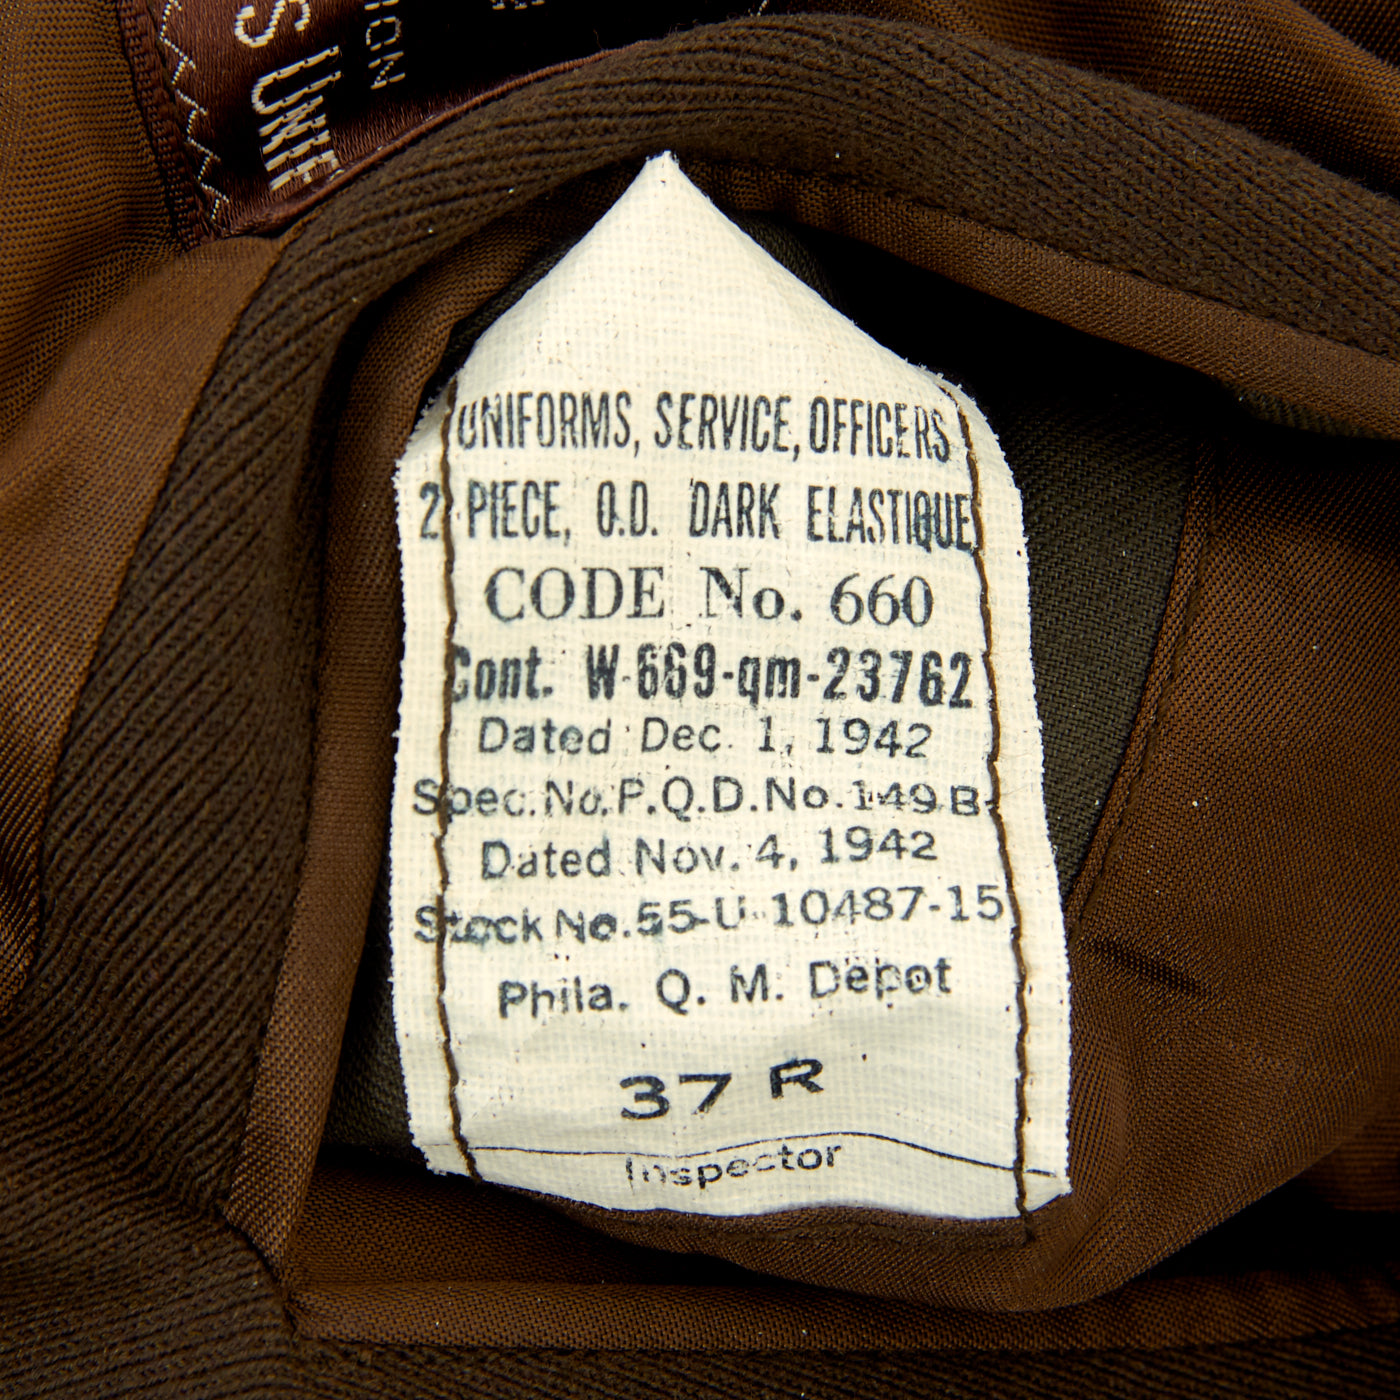 UNIFORMS, SERVICE, OFFICERS
2 PIECE, O.D. DARK ELASTIQUE
CODE No. 660
Cont. W-669-qm-23762
Dated Dec. 1, 1942
Spec. No. P.Q.D. No. 149 B
Dated Nov. 4, 1942
Stock No. 55-U-10487-15
Phila. Q. M. Depot
37 R
Inspector